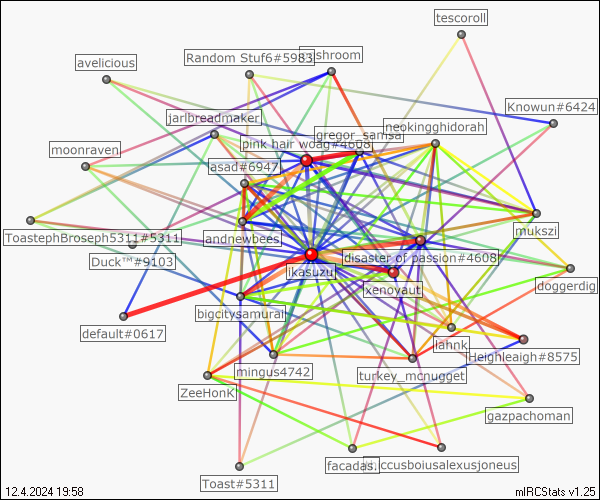 tescoroll
avelicious
Random Stuf6#5983
shroom
Knowun#6424
jarlbreadmaker
gregor_samsa
neokingghidorah
pink hair woag#4608
moonraven
asad#6947
ToastephBroseph5311#5311
andnewbees
mukszi
Duck™#9103
ikasuzu
disaster of passion#4608
xenoyaut
doggerdig
default#0617
bigcitysamurai
lahnk
Heighleaigh#8575
mingus4742
turkey_mcnugget
ZeeHonK
gazpachoman
facadas.
ccusboiusalexusjoneus
Toast#5311
12.4.2024 19:58
mIRCStats v1.25